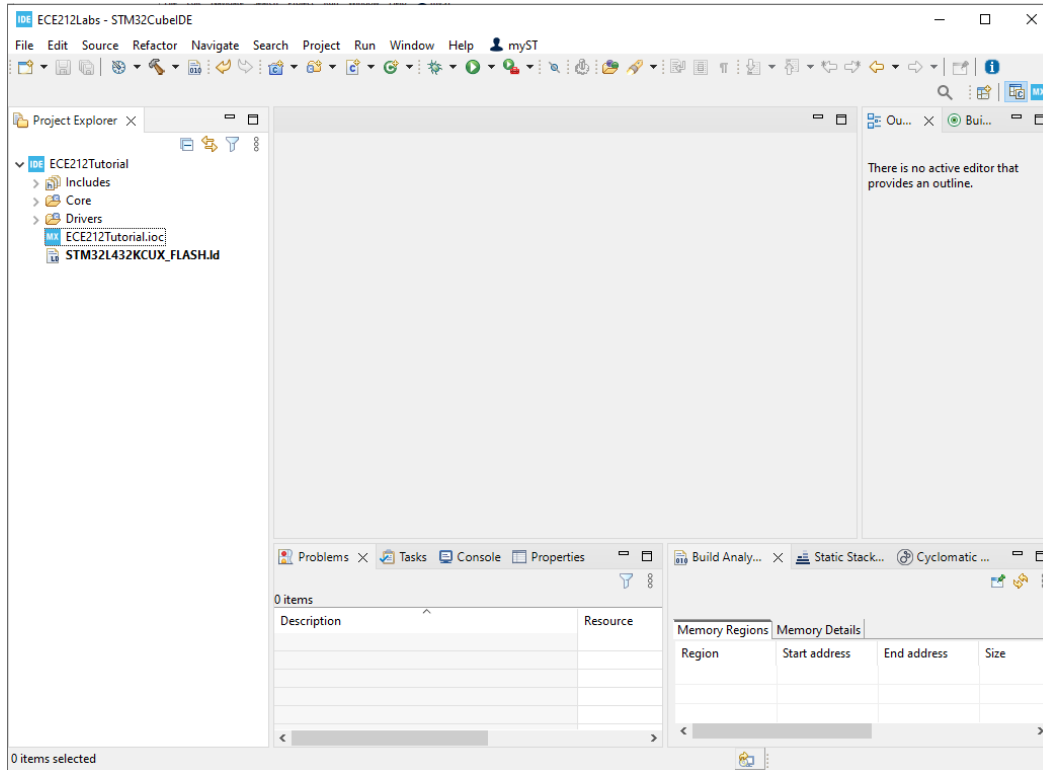 IDE ECE212Labs - STM32CubeIDE
File Edit Source Refactor Navigate Search Project Run Window Help myST
Project Explorer
Ou...
Bui...
IDE ECE212Tutorial
Includes
Core
Drivers
MX ECE212Tutorial.ioc
STM32L432KCUX_FLASH.ld
There is no active editor that
provides an outline.
Problems Tasks Console Properties
0 items
Description Resource
Build Analy... Static Stack... Cyclomatic ...
Memory Regions Memory Details
Region Start address End address Size
0 items selected